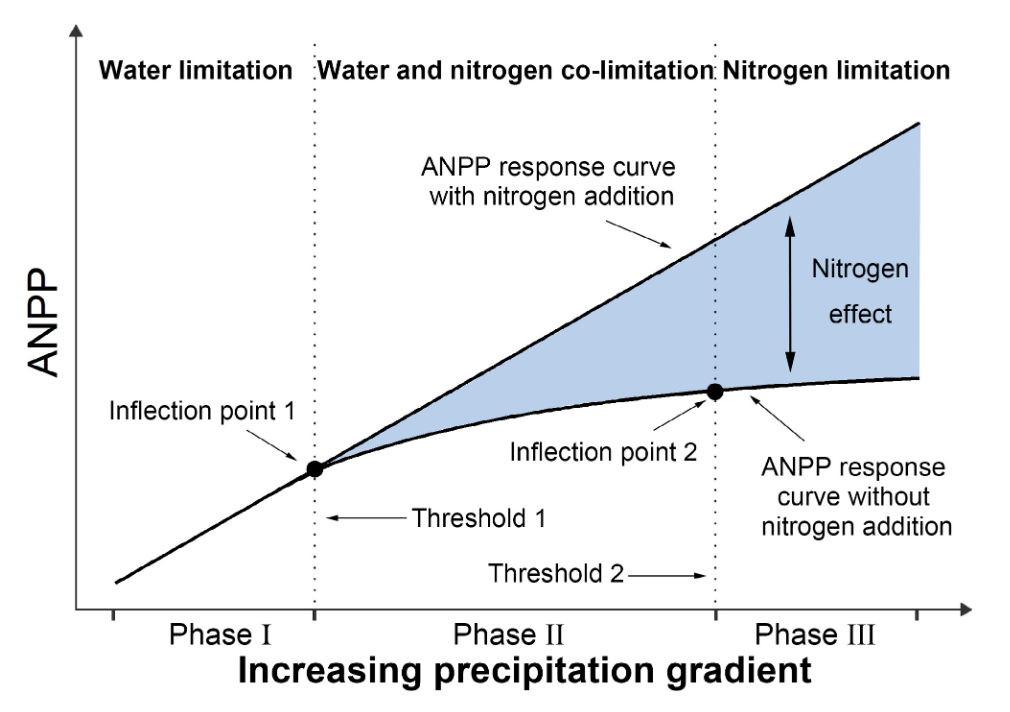 Water limitation
Water and nitrogen co-limitation
Nitrogen limitation
ANPP response curve
with nitrogen addition
Nitrogen
effect
ANPP
Inflection point 1
Inflection point 2
ANPP response
curve without
nitrogen addition
Threshold 1
Threshold 2
Phase I
Phase II
Phase III
Increasing precipitation gradient